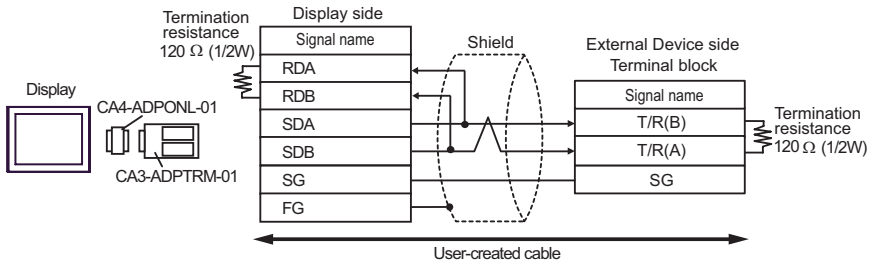 Termination
resistance
120 Ω (1/2W)
Display side
Signal name
RDA
RDB
SDA
SDB
SG
FG
Shield
External Device side
Terminal block
Signal name
T/R(B)
T/R(A)
SG
Termination
resistance
120 Ω (1/2W)
Display
CA4-ADPONL-01
CA3-ADPTRM-01
User-created cable